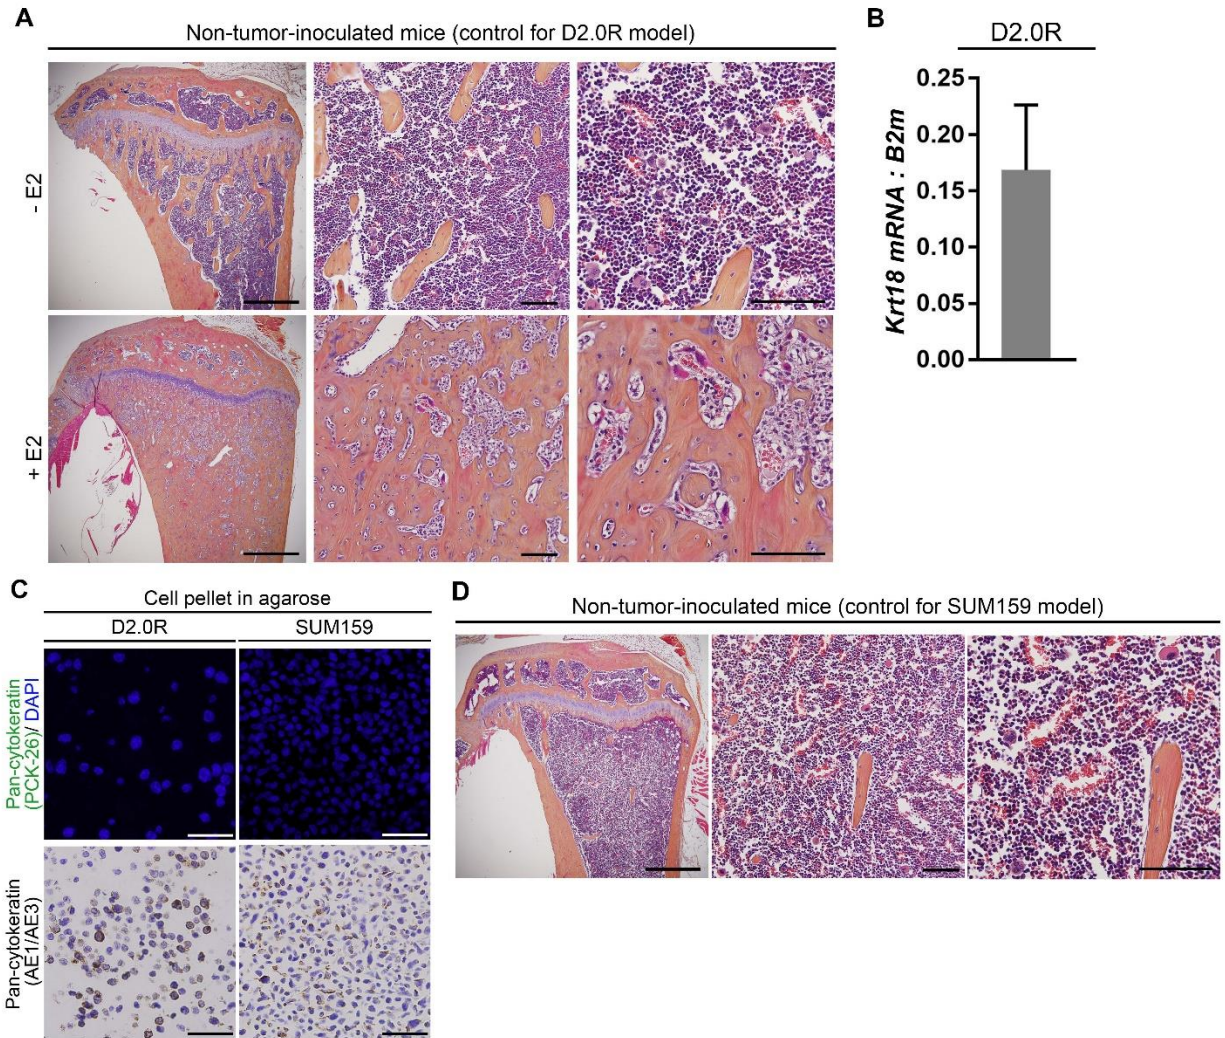 A
Non-tumor-inoculated mice (control for D2.0R model)
- E2
+ E2
B
D2.0R
Krt18 mRNA : B2m
0.25
0.20
0.15
0.10
0.05
0.00
C
Cell pellet in agarose
D2.0R
SUM159
Pan-cytokeratin
(PCK-26)/ DAPI
Pan-cytokeratin
(AE1/AE3)
D
Non-tumor-inoculated mice (control for SUM159 model)